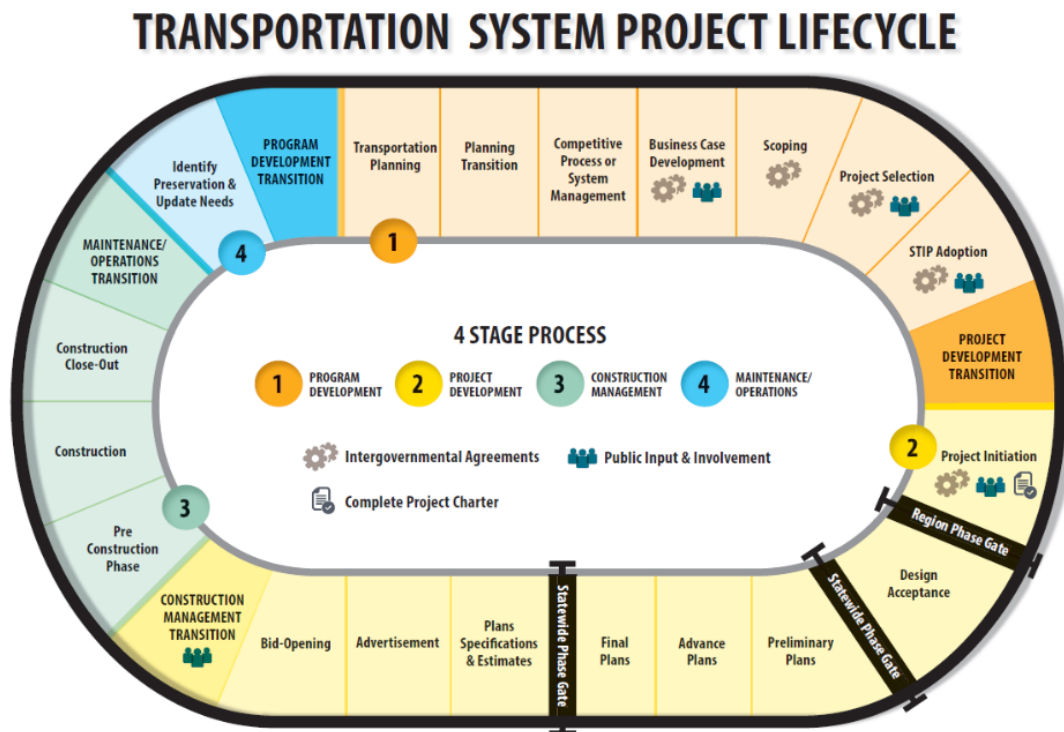 TRANSPORTATION SYSTEM PROJECT LIFECYCLE
Identify
Preservation &
Update Needs
PROGRAM
DEVELOPMENT
TRANSITION
Transportation
Planning
Planning
Transition
Competitive
Process or
System
Management
Business Case
Development
Scoping
Project Selection
STIP Adoption
PROJECT
DEVELOPMENT
TRANSITION
1
4
MAINTENANCE/
OPERATIONS
TRANSITION
Construction
Close-Out
Construction
3
Pre
Construction
Phase
4 STAGE PROCESS
1 PROGRAM
DEVELOPMENT
2 PROJECT
DEVELOPMENT
3 CONSTRUCTION
MANAGEMENT
4 MAINTENANCE/
OPERATIONS
Intergovernmental Agreements
Public Input & Involvement
Complete Project Charter
2
Project Initiation
Region Phase Gate
Design
Acceptance
Statewide Phase Gate
CONSTRUCTION
MANAGEMENT
TRANSITION
Bid-Opening
Advertisement
Plans
Specifications
& Estimates
Statewide Phase Gate
Final
Plans
Advance
Plans
Preliminary
Plans